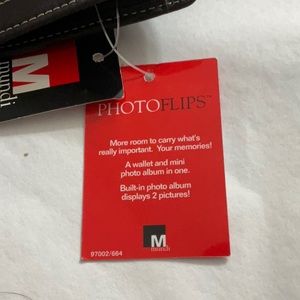 M
mundi
PHOTOFLIPS™
More room to carry what's
really important. Your memories!
A wallet and mini
photo album in one.
Built-in photo album
displays 2 pictures!
M
mundi
97002/664